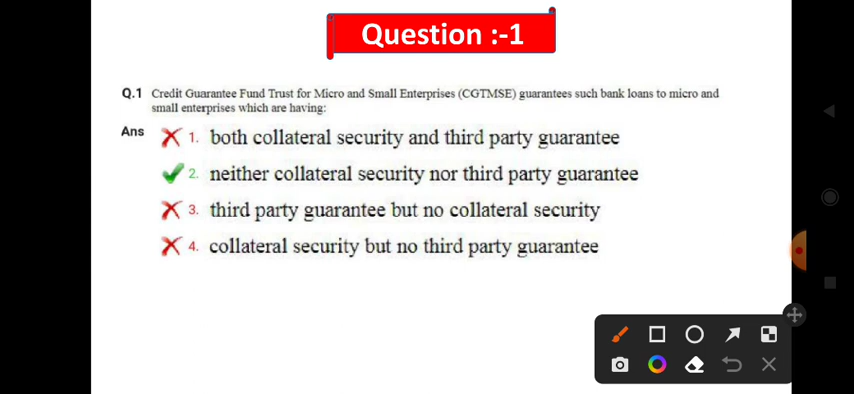 Question :-1
Q.1 Credit Guarantee Fund Trust for Micro and Small Enterprises (CGTMSE) guarantees such bank loans to micro and
small enterprises which are having:
Ans 1. both collateral security and third party guarantee
2. neither collateral security nor third party guarantee
3. third party guarantee but no collateral security
4. collateral security but no third party guarantee